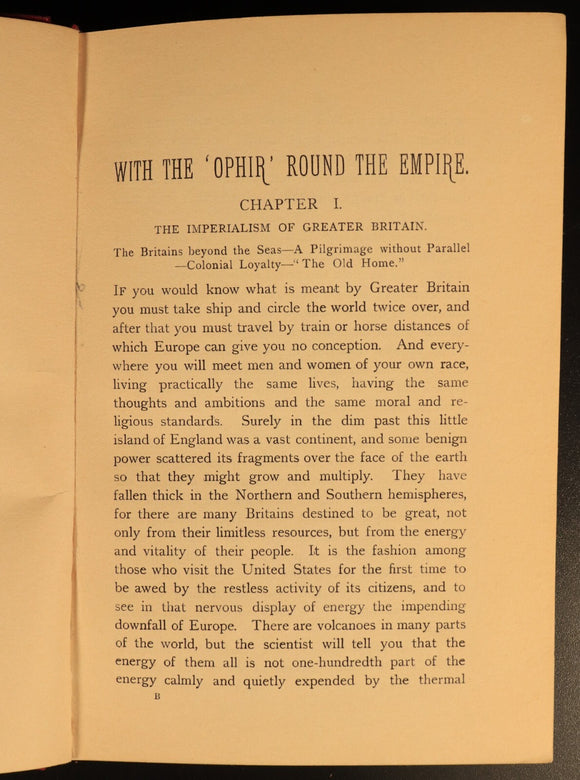 WITH THE 'OPHIR' ROUND THE EMPIRE.
CHAPTER I.
THE IMPERIALISM OF GREATER BRITAIN.
The Britains beyond the Seas—A Pilgrimage without Parallel
—Colonial Loyalty—"The Old Home."
IF you would know what is meant by Greater Britain
you must take ship and circle the world twice over, and
after that you must travel by train or horse distances of
which Europe can give you no conception. And every-
where you will meet men and women of your own race,
living practically the same lives, having the same
thoughts and ambitions and the same moral and re-
ligious standards. Surely in the dim past this little
island of England was a vast continent, and some benign
power scattered its fragments over the face of the earth
so that they might grow and multiply. They have
fallen thick in the Northern and Southern hemispheres,
for there are many Britains destined to be great, not
only from their limitless resources, but from the energy
and vitality of their people. It is the fashion among
those who visit the United States for the first time to
be awed by the restless activity of its citizens, and to
see in that nervous display of energy the impending
downfall of Europe. There are volcanoes in many parts
of the world, but the scientist will tell you that the
energy of them all is not one-hundredth part of the
energy calmly and quietly expended by the thermal
B